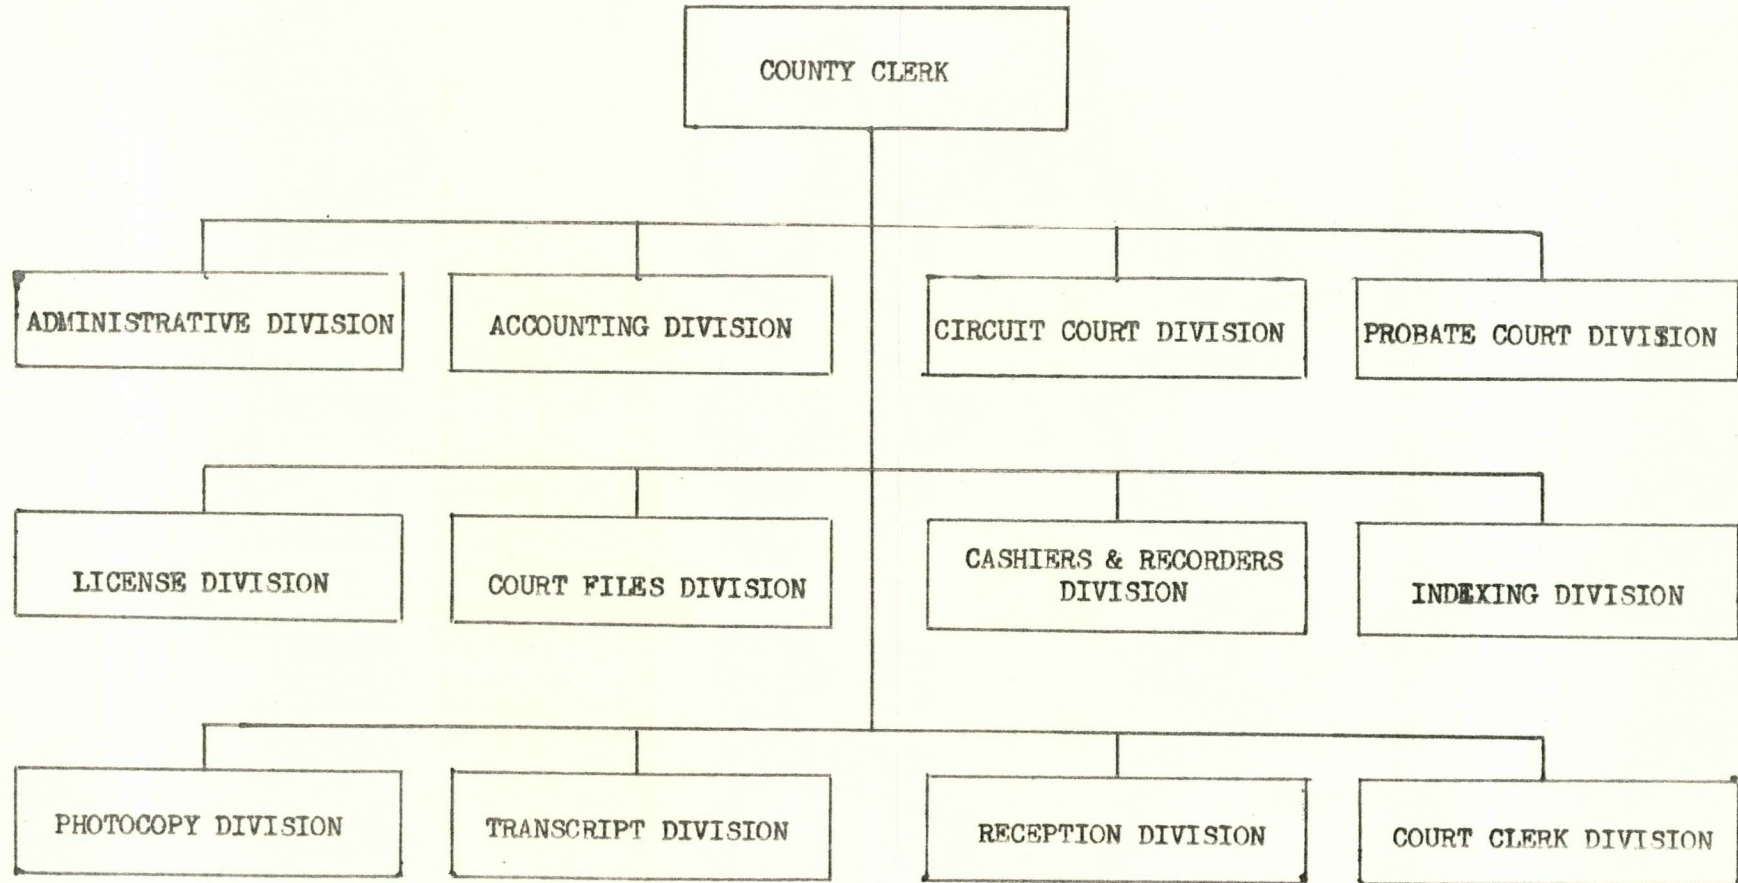 COUNTY CLERK
ADMINISTRATIVE DIVISION
ACCOUNTING DIVISION
CIRCUIT COURT DIVISION
PROBATE COURT DIVISION
LICENSE DIVISION
COURT FILES DIVISION
CASHIERS & RECORDERS
DIVISION
INDEXING DIVISION
PHOTOCOPY DIVISION
TRANSCRIPT DIVISION
RECEPTION DIVISION
COURT CLERK DIVISION